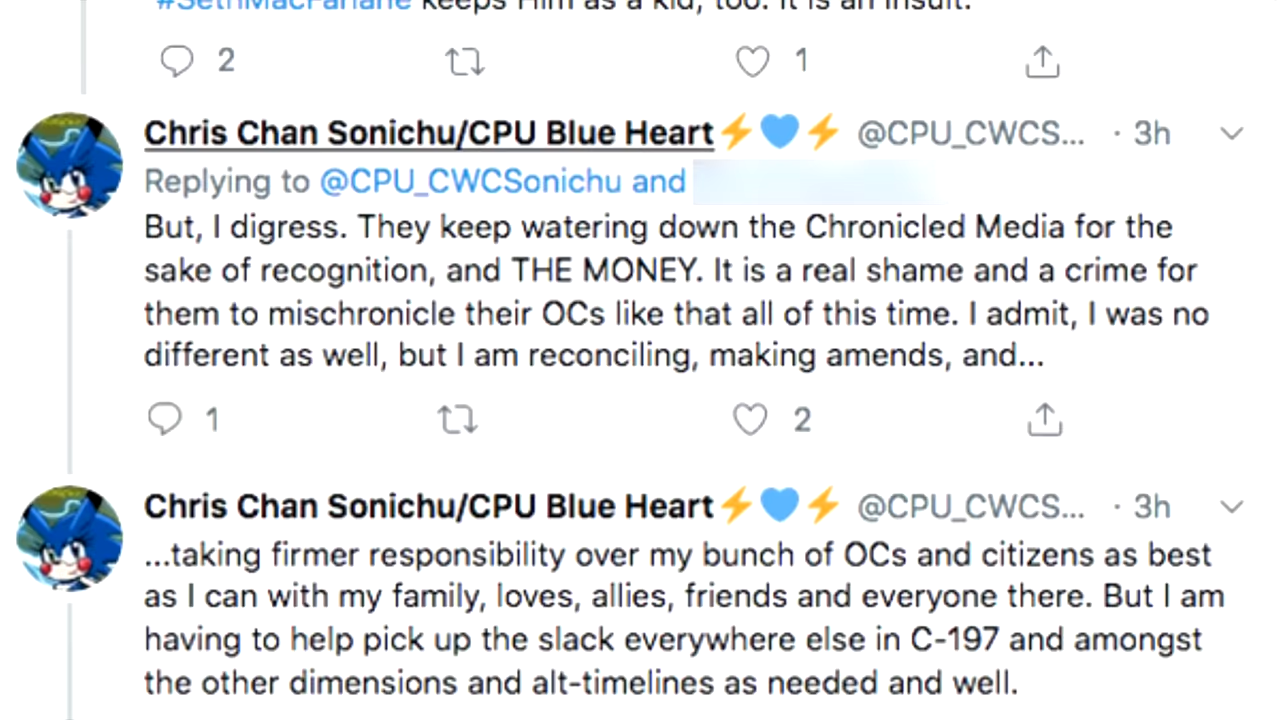 #SethMacFarlane keeps Him as a kid, too. It is an insult.
2 1
Chris Chan Sonichu/CPU Blue Heart⚡💙⚡ @CPU_CWCS... · 3h
Replying to @CPU_CWCSonichu and
But, I digress. They keep watering down the Chronicled Media for the
sake of recognition, and THE MONEY. It is a real shame and a crime for
them to mischronicle their OCs like that all of this time. I admit, I was no
different as well, but I am reconciling, making amends, and...
1 2
Chris Chan Sonichu/CPU Blue Heart⚡💙⚡ @CPU_CWCS... · 3h
...taking firmer responsibility over my bunch of OCs and citizens as best
as I can with my family, loves, allies, friends and everyone there. But I am
having to help pick up the slack everywhere else in C-197 and amongst
the other dimensions and alt-timelines as needed and well.